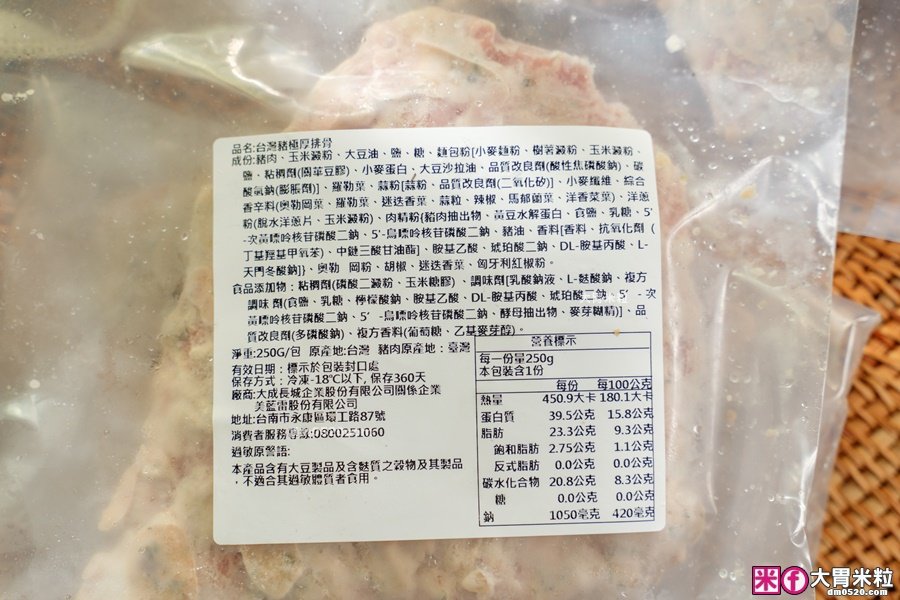 品名:台灣豬極厚排骨
成份:豬肉、玉米澱粉、大豆油、鹽、糖、麵包粉[小麥麵粉、樹薯澱粉、玉米澱粉、
鹽、粘稠劑(關華豆膠)、小麥蛋白、大豆沙拉油、品質改良劑(酸性焦磷酸鈉)、碳
酸氫鈉(膨脹劑)]、羅勒葉、蒜粉[蒜粉、品質改良劑(二氧化矽)]、小麥纖維、綜合
香辛料(奧勒岡葉、羅勒葉、迷迭香葉、蒜粒、辣椒、馬郁蘭葉、洋香菜葉)、洋蔥
粉(脫水洋蔥片、玉米澱粉)、肉精粉{豬肉抽出物、黃豆水解蛋白、食鹽、乳糖、5'
-次黃嘌呤核苷磷酸二鈉、5'-鳥嘌呤核苷磷酸二鈉、豬油、香料[香料、抗氧化劑（
丁基羥基甲氧苯)、中鏈三酸甘油酯]、胺基乙酸、琥珀酸二鈉、DL-胺基丙酸、L-
天門冬酸鈉]}、奧勒 岡粉、胡椒、迷迭香葉、匈牙利紅椒粉。
食品添加物：粘稠劑(磷酸二澱粉、玉米糖膠)、調味劑[乳酸鈉液、L-麩酸鈉、複方
調味 劑(食鹽、乳糖、檸檬酸鈉、胺基乙酸、DL-胺基丙酸、琥珀酸二鈉、5' -次
黃嘌呤核苷磷酸二鈉、5' -鳥嘌呤核苷磷酸二鈉、酵母抽出物、麥芽糊精)]、品
質改良劑(多磷酸鈉)、複方香料(葡萄糖、乙基麥芽醇)。
淨重:250G/包 原產地:台灣 豬肉原產地：臺灣
有效日期：標示於包裝封口處
保存方式：冷凍-18℃以下, 保存360天
廠商:大成長城企業股份有限公司關係企業
美藍雷股份有限公司
地址:台南市永康區環工路87號
消費者服務專線:0800251060
過敏原警語:
本產品含有大豆製品及含麩質之穀物及其製品
，不適合其過敏體質者食用。
營養標示
每一份量250g
本包裝含1份
每份 每100公克
熱量 450.9大卡 180.1大卡
蛋白質 39.5公克 15.8公克
脂肪 23.3公克 9.3公克
飽和脂肪 2.75公克 1.1公克
反式脂肪 0.0公克 0.0公克
碳水化合物 20.8公克 8.3公克
糖 0.0公克 0.0公克
鈉 1050毫克 420毫克
米 f 大胃米粒
dm0520.com